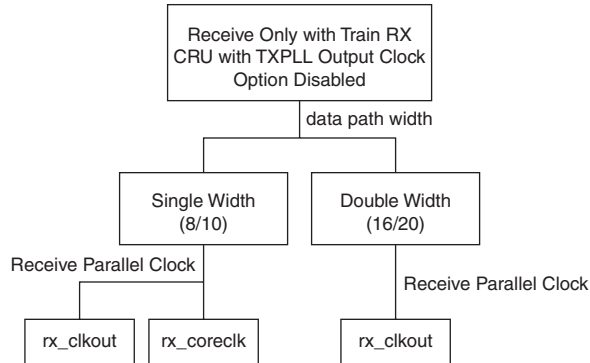 Receive Only with Train RX
CRU with TXPLL Output Clock
Option Disabled
data path width
Single Width
(8/10)
Double Width
(16/20)
Receive Parallel Clock
Receive Parallel Clock
rx_clkout
rx_coreclk
rx_clkout